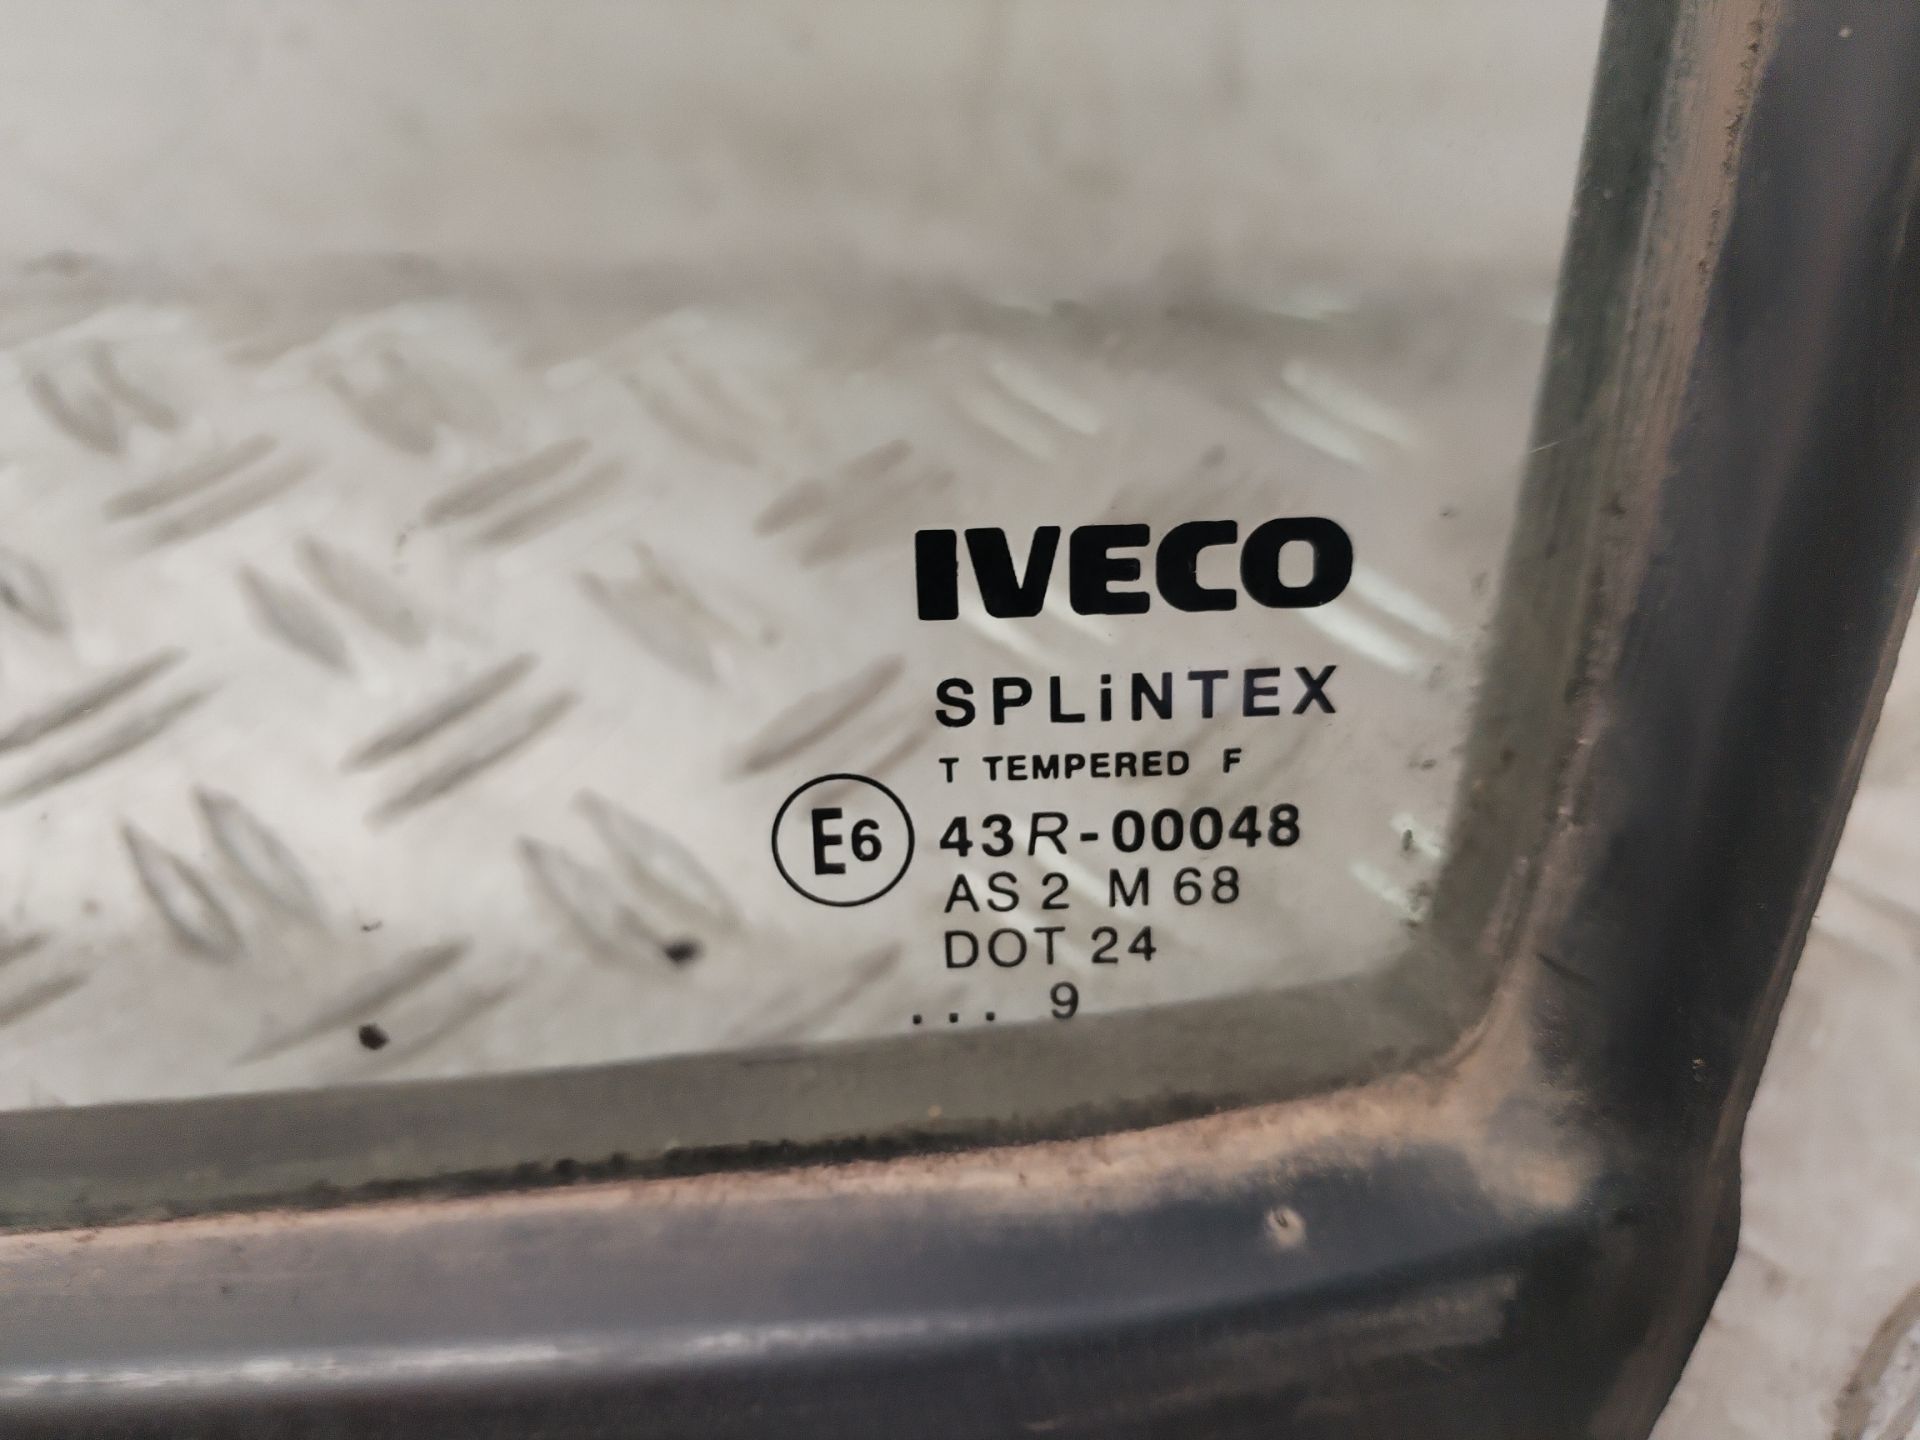 IVECO
SPLiNTEX
T TEMPERED F
E6 43R-00048
AS 2 M 68
DOT 24
... 9